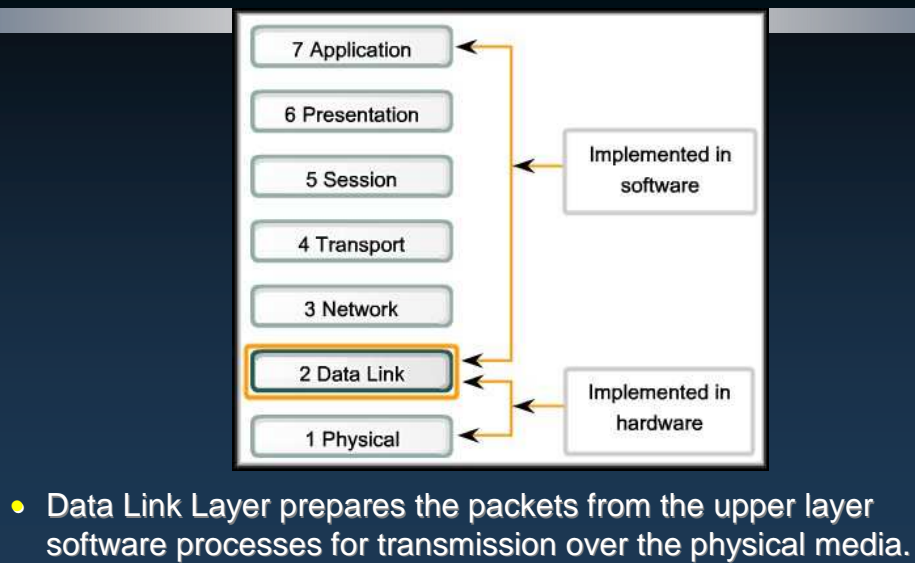 7 Application
6 Presentation
Implemented in
software
5 Session
4 Transport
3 Network
2 Data Link
Implemented in
hardware
1 Physical
• Data Link Layer prepares the packets from the upper layer
software processes for transmission over the physical media.